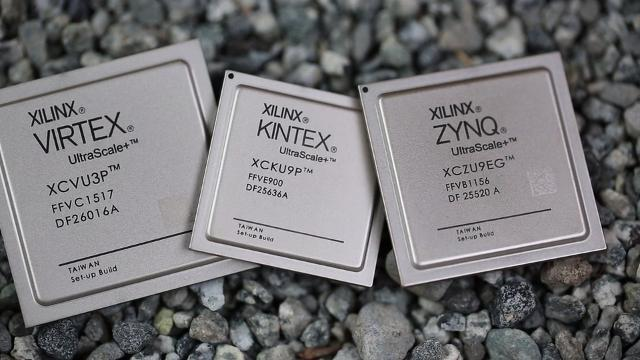 XILINX®
VIRTEX®
UltraScale+™
XCVU3P™
FFVC1517
DF26016A
TAIWAN
Set-up Build
XILINX®
KINTEX®
UltraScale+™
XCKU9P™
FFVE900
DF25636A
TAIWAN
Set-up Build
XILINX®
ZYNQ®
UltraScale+™
XCZU9EG™
FFVB1156
DF 25520 A
TAIWAN
Set-up Build